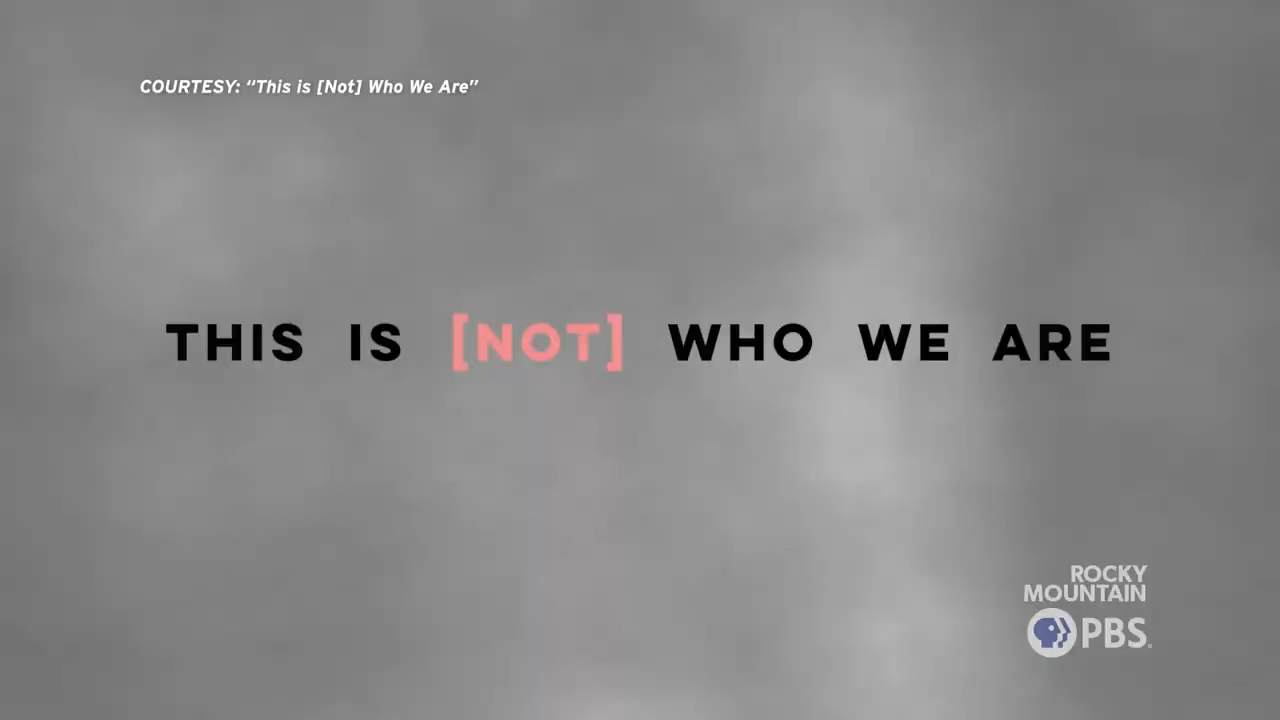 COURTESY: “This is [Not] Who We Are”
THIS IS [NOT] WHO WE ARE
ROCKY
MOUNTAIN
PBS.